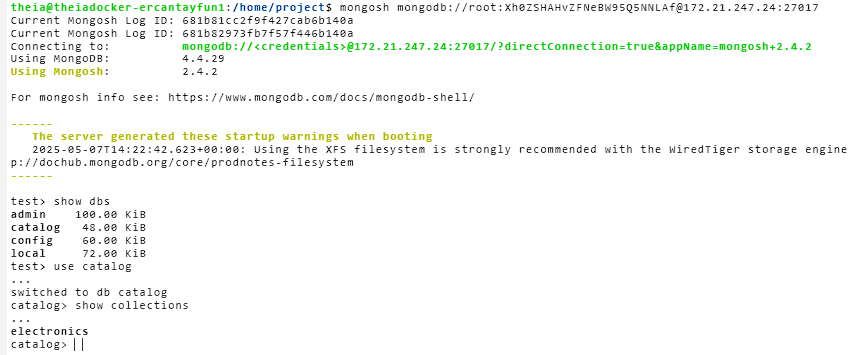 theia@theiadocker-ercantayfun1:/home/project$ mongosh mongodb://root:Xh0ZSHAHvZFNeBW95Q5NNLAf@172.21.247.24:27017
Current Mongosh Log ID: 681b81cc2f9f427cab6b140a
Current Mongosh Log ID: 681b82973fb7f57f446b140a
Connecting to: mongodb://<credentials>@172.21.247.24:27017/?directConnection=true&appName=mongosh+2.4.2
Using MongoDB: 4.4.29
Using Mongosh: 2.4.2
For mongosh info see: https://www.mongodb.com/docs/mongodb-shell/
------
The server generated these startup warnings when booting
2025-05-07T14:22:42.623+00:00: Using the XFS filesystem is strongly recommended with the WiredTiger storage engine
p://dochub.mongodb.org/core/prodnotes-filesystem
------
test> show dbs
admin 100.00 KiB
catalog 48.00 KiB
config 60.00 KiB
local 72.00 KiB
test> use catalog
...
switched to db catalog
catalog> show collections
...
electronics
catalog>